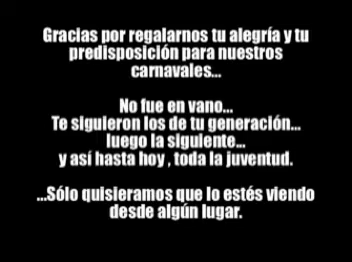 Gracias por regalarnos tu alegría y tu
predisposición para nuestros
carnavales...
No fue en vano...
Te siguieron los de tu generación...
luego la siguiente...
y así hasta hoy , toda la juventud.
...Sólo quisieramos que lo estés viendo
desde algún lugar.